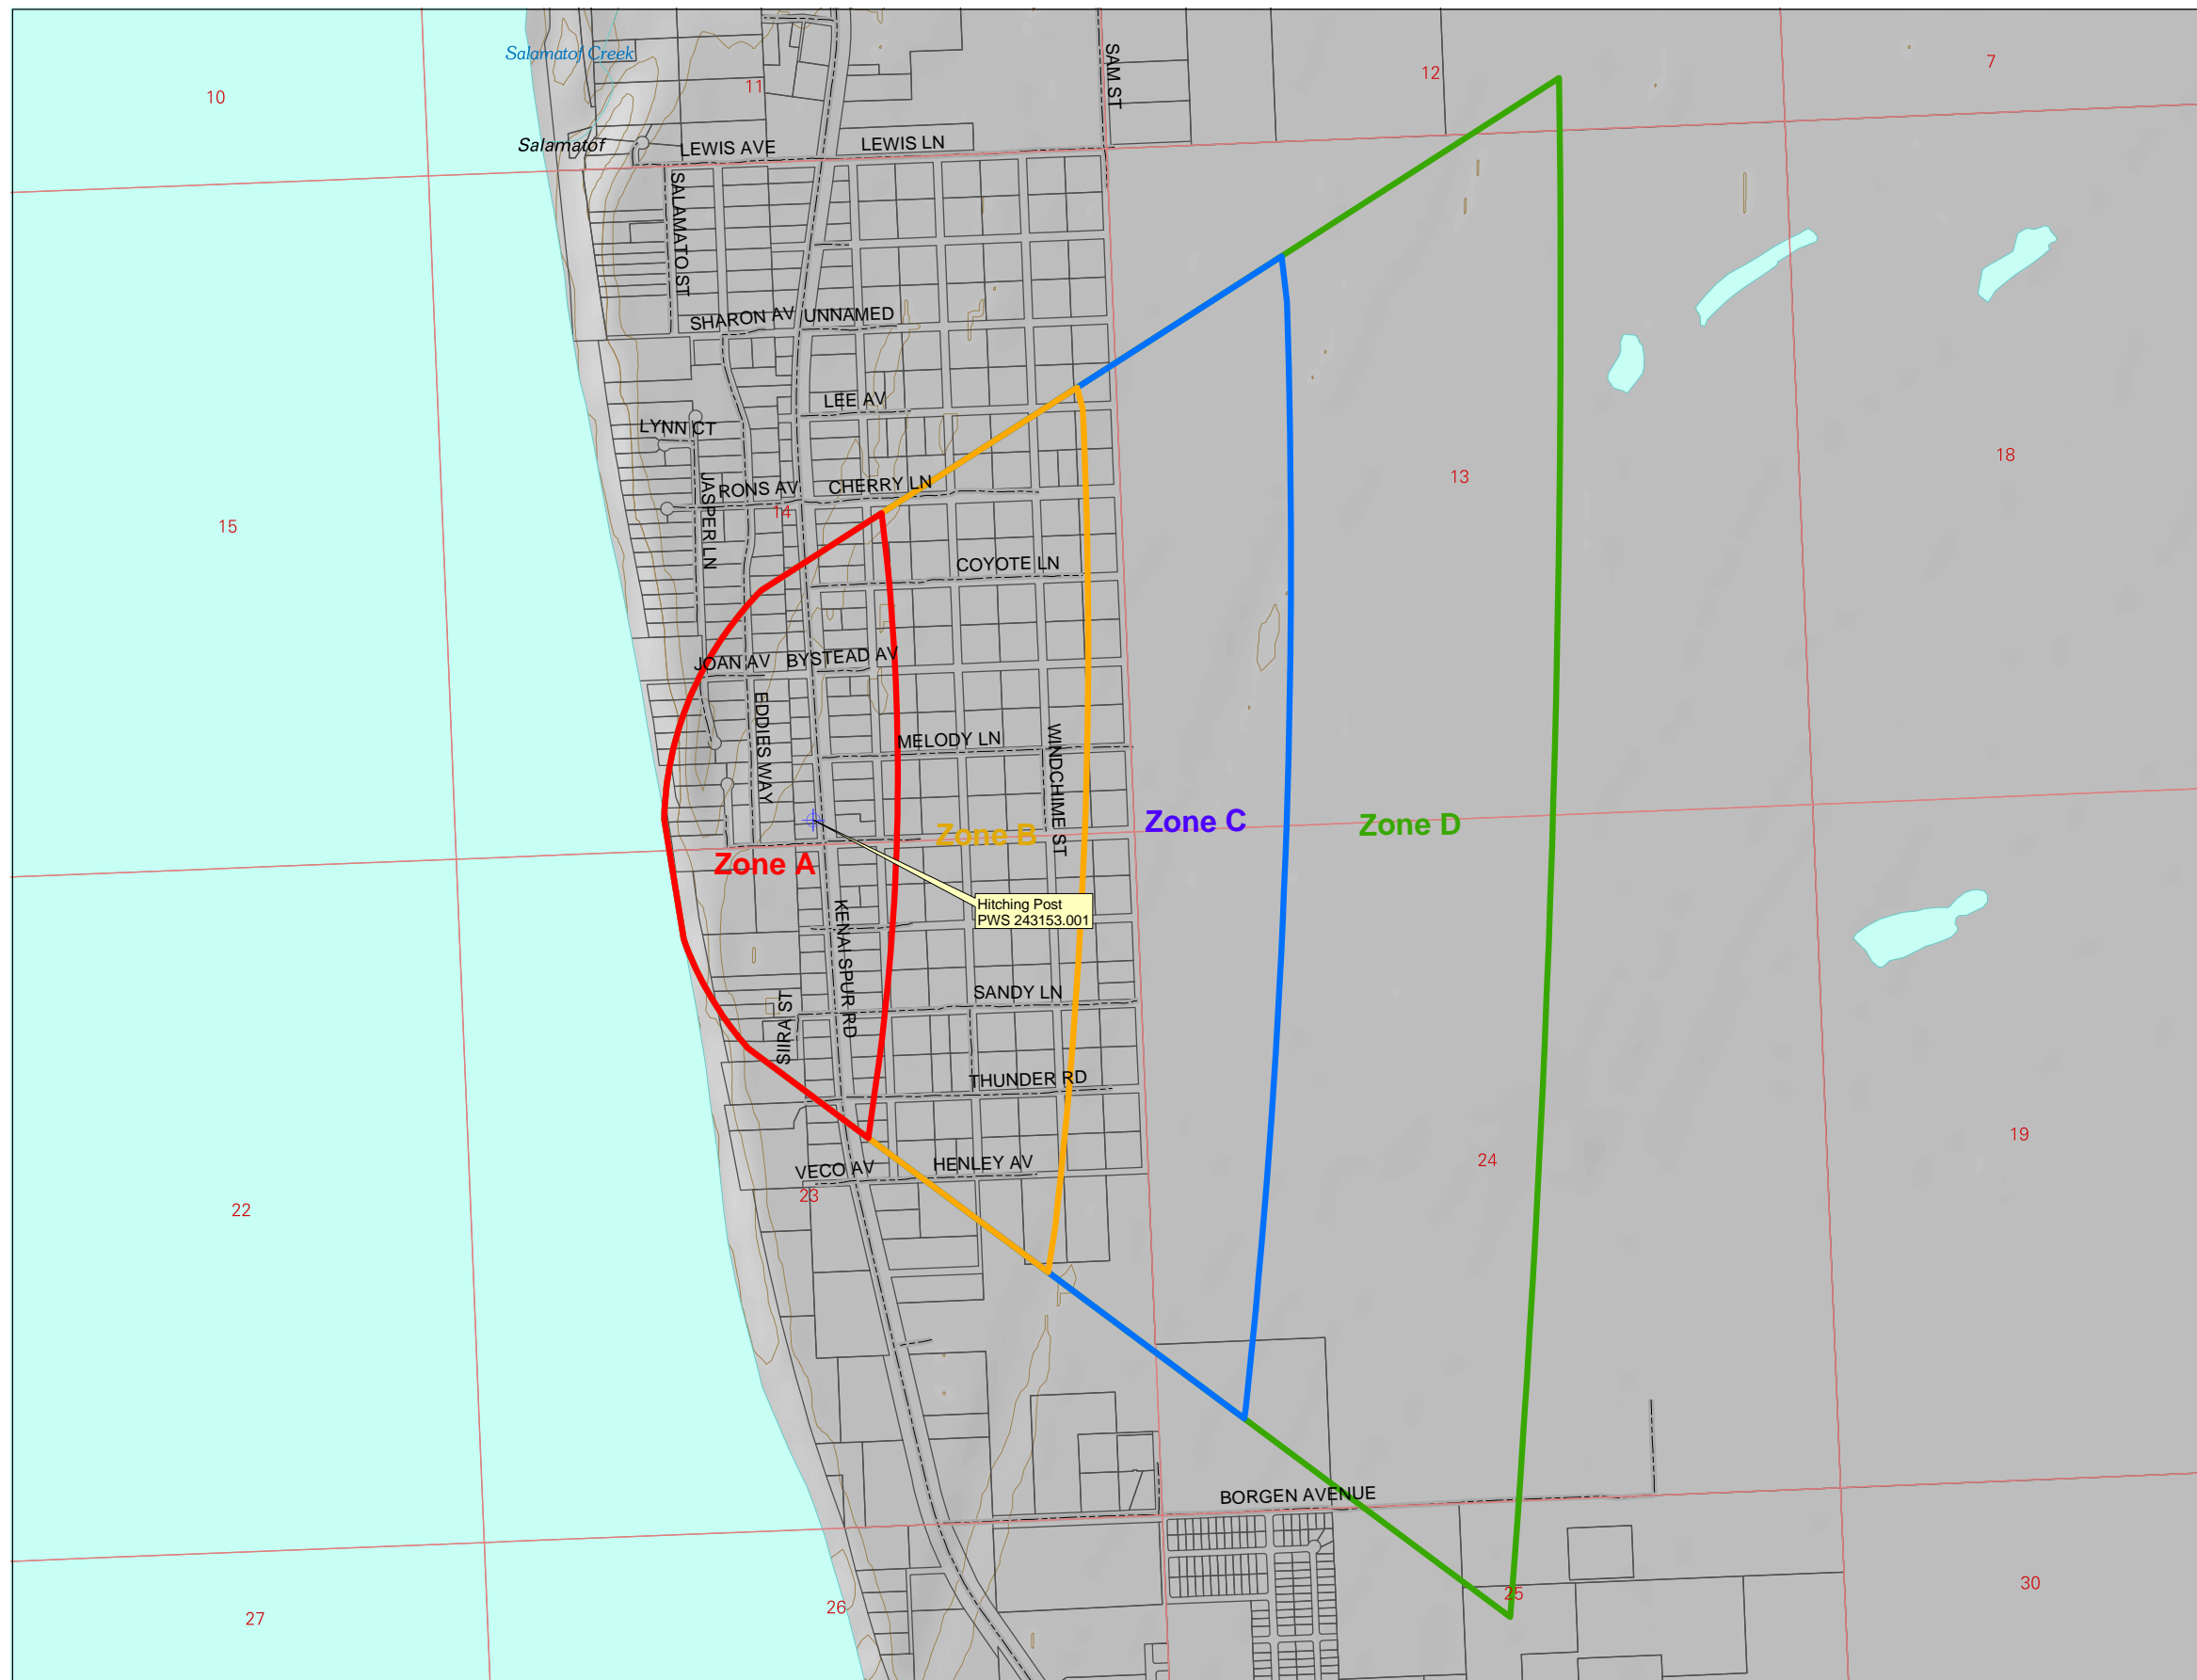 Salamatof Creek
SAM ST
7
12
11
10
Salamatof
LEWIS AVE
LEWIS LN
SALAMATO ST
SHARON AV
UNNAMED
LEE AV
LYNN CT
JASPER LN
RONS AV
CHERRY LN
14
13
18
15
COYOTE LN
JOAN AV
BYSTEAD AV
EDDIES WAY
MELODY LN
WINDCHIME ST
Zone A
Zone B
Zone C
Zone D
Hitching Post
PWS 243153.001
KENAI SPUR RD
SIIRA ST
SANDY LN
THUNDER RD
19
24
VECO AV
HENLEY AV
23
22
BORGEN AVENUE
25
30
26
27